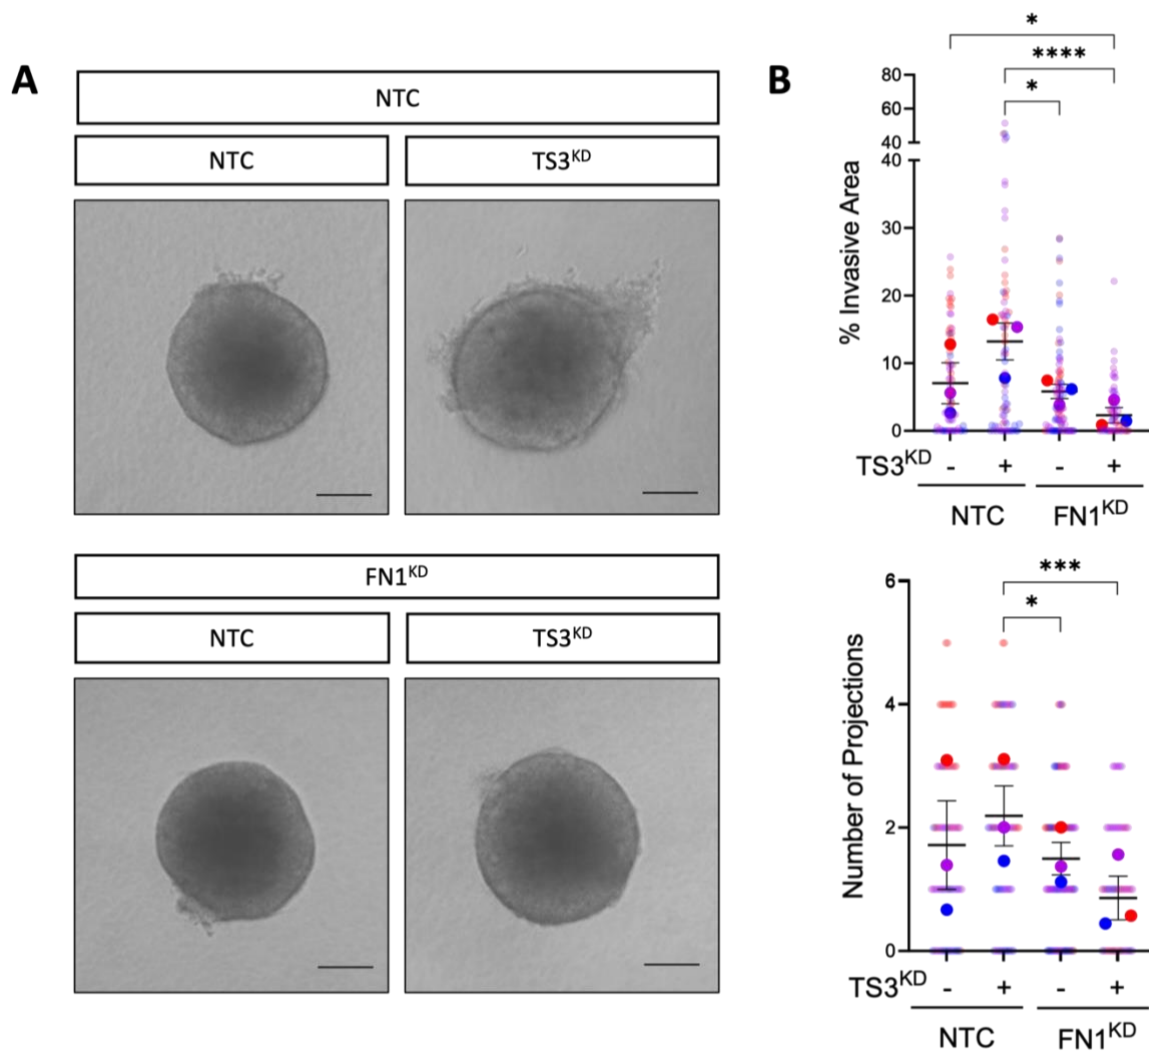 A
NTC
NTC TS3KD
FN1KD
NTC TS3KD
B
*
****
*
80
60
40
40
30
20
10
0
% Invasive Area
TS3KD - + - +
NTC FN1KD
***
*
6
4
2
0
Number of Projections
TS3KD - + - +
NTC FN1KD